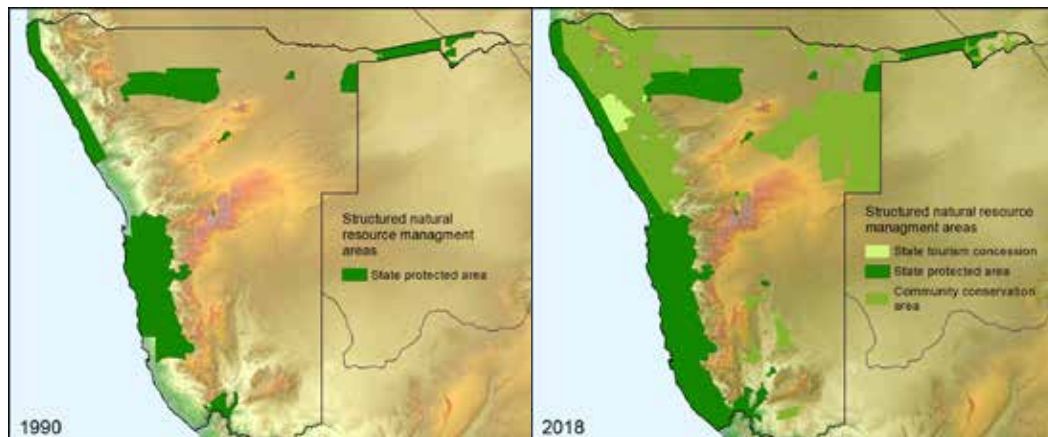 Structured natural
resource managment
areas
State protected area
1990
Structured natural resource
managment areas
State tourism concession
State protected area
Community conservation
area
2018